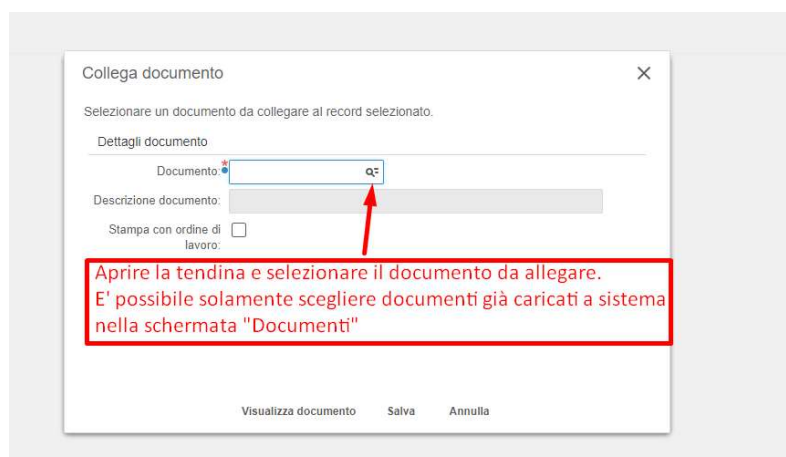 Collega documento
Selezionare un documento da collegare al record selezionato.
Dettagli documento
Documento:*
Descrizione documento:
Stampa con ordine di
lavoro:
Aprire la tendina e selezionare il documento da allegare.
E' possibile solamente scegliere documenti già caricati a sistema
nella schermata "Documenti"
Visualizza documento Salva Annulla